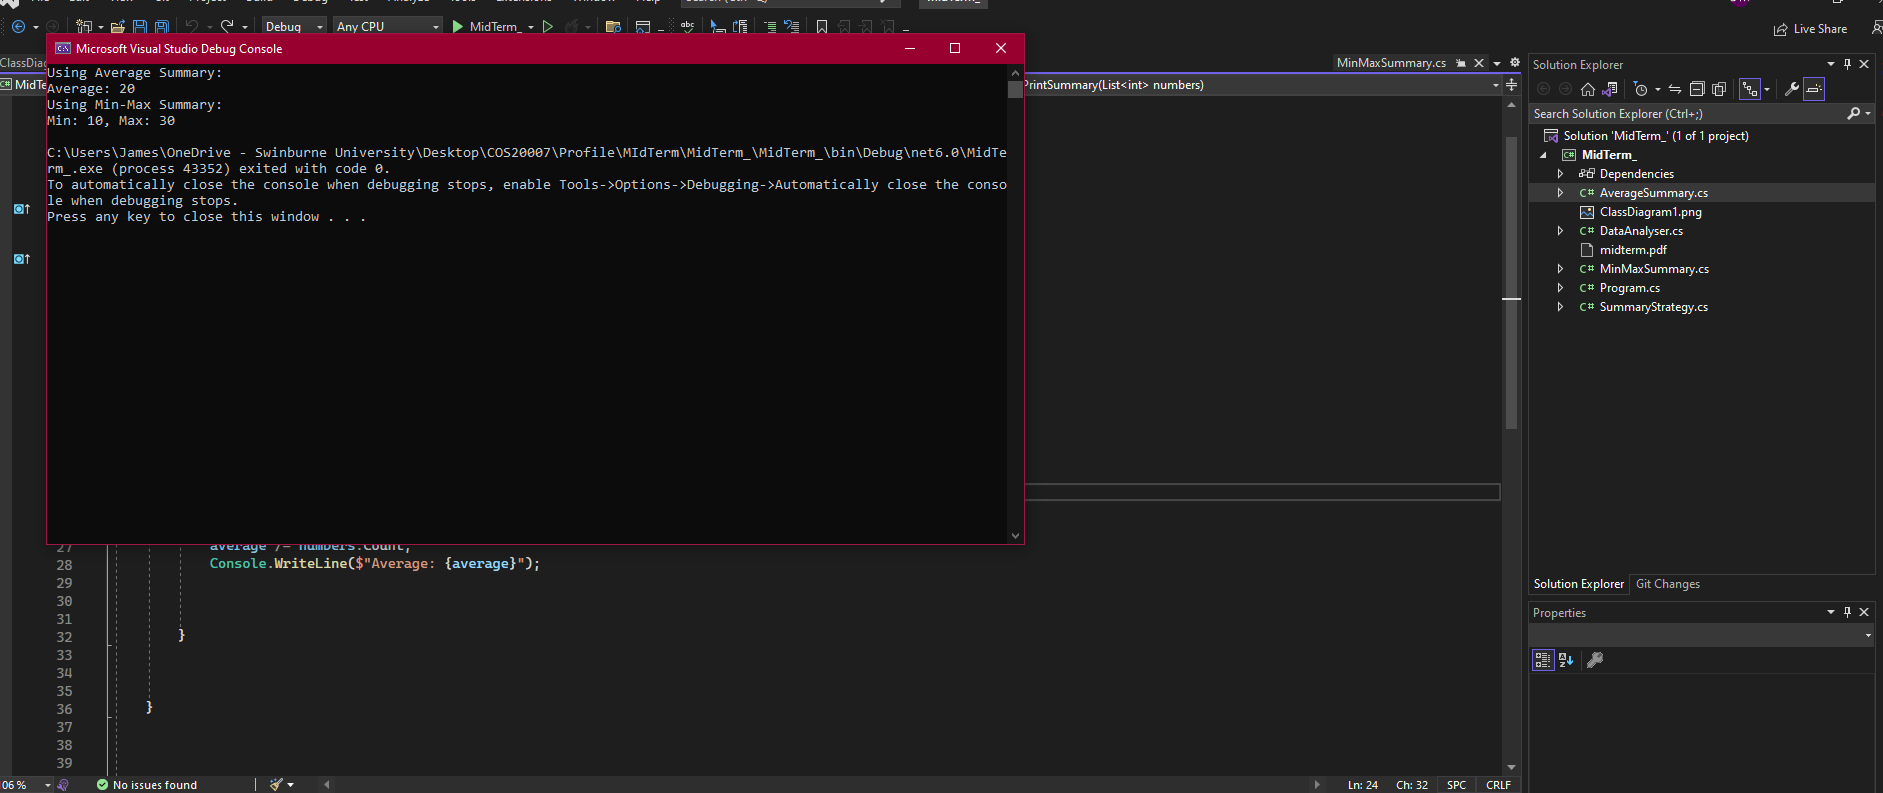 Debug
Any CPU
MidTerm_
Live Share
Microsoft Visual Studio Debug Console
Using Average Summary:
Average: 20
Using Min-Max Summary:
Min: 10, Max: 30
C:\Users\James\OneDrive - Swinburne University\Desktop\COS20007\Profile\MIdTerm\MidTerm_\MidTerm_\bin\Debug\net6.0\MidTe
rm_.exe (process 43352) exited with code 0.
To automatically close the console when debugging stops, enable Tools->Options->Debugging->Automatically close the conso
le when debugging stops.
Press any key to close this window . . .
MinMaxSummary.cs
PrintSummary(List<int> numbers)
27 average /= numbers.Count;
28 Console.WriteLine($"Average: {average}");
29
30
31
32 }
33
34
35
36 }
37
38
39
No issues found
Ln: 24 Ch: 32 SPC CRLF
Solution Explorer
Search Solution Explorer (Ctrl+;)
Solution 'MidTerm_' (1 of 1 project)
MidTerm_
Dependencies
C# AverageSummary.cs
ClassDiagram1.png
C# DataAnalyser.cs
midterm.pdf
C# MinMaxSummary.cs
C# Program.cs
C# SummaryStrategy.cs
Solution Explorer Git Changes
Properties